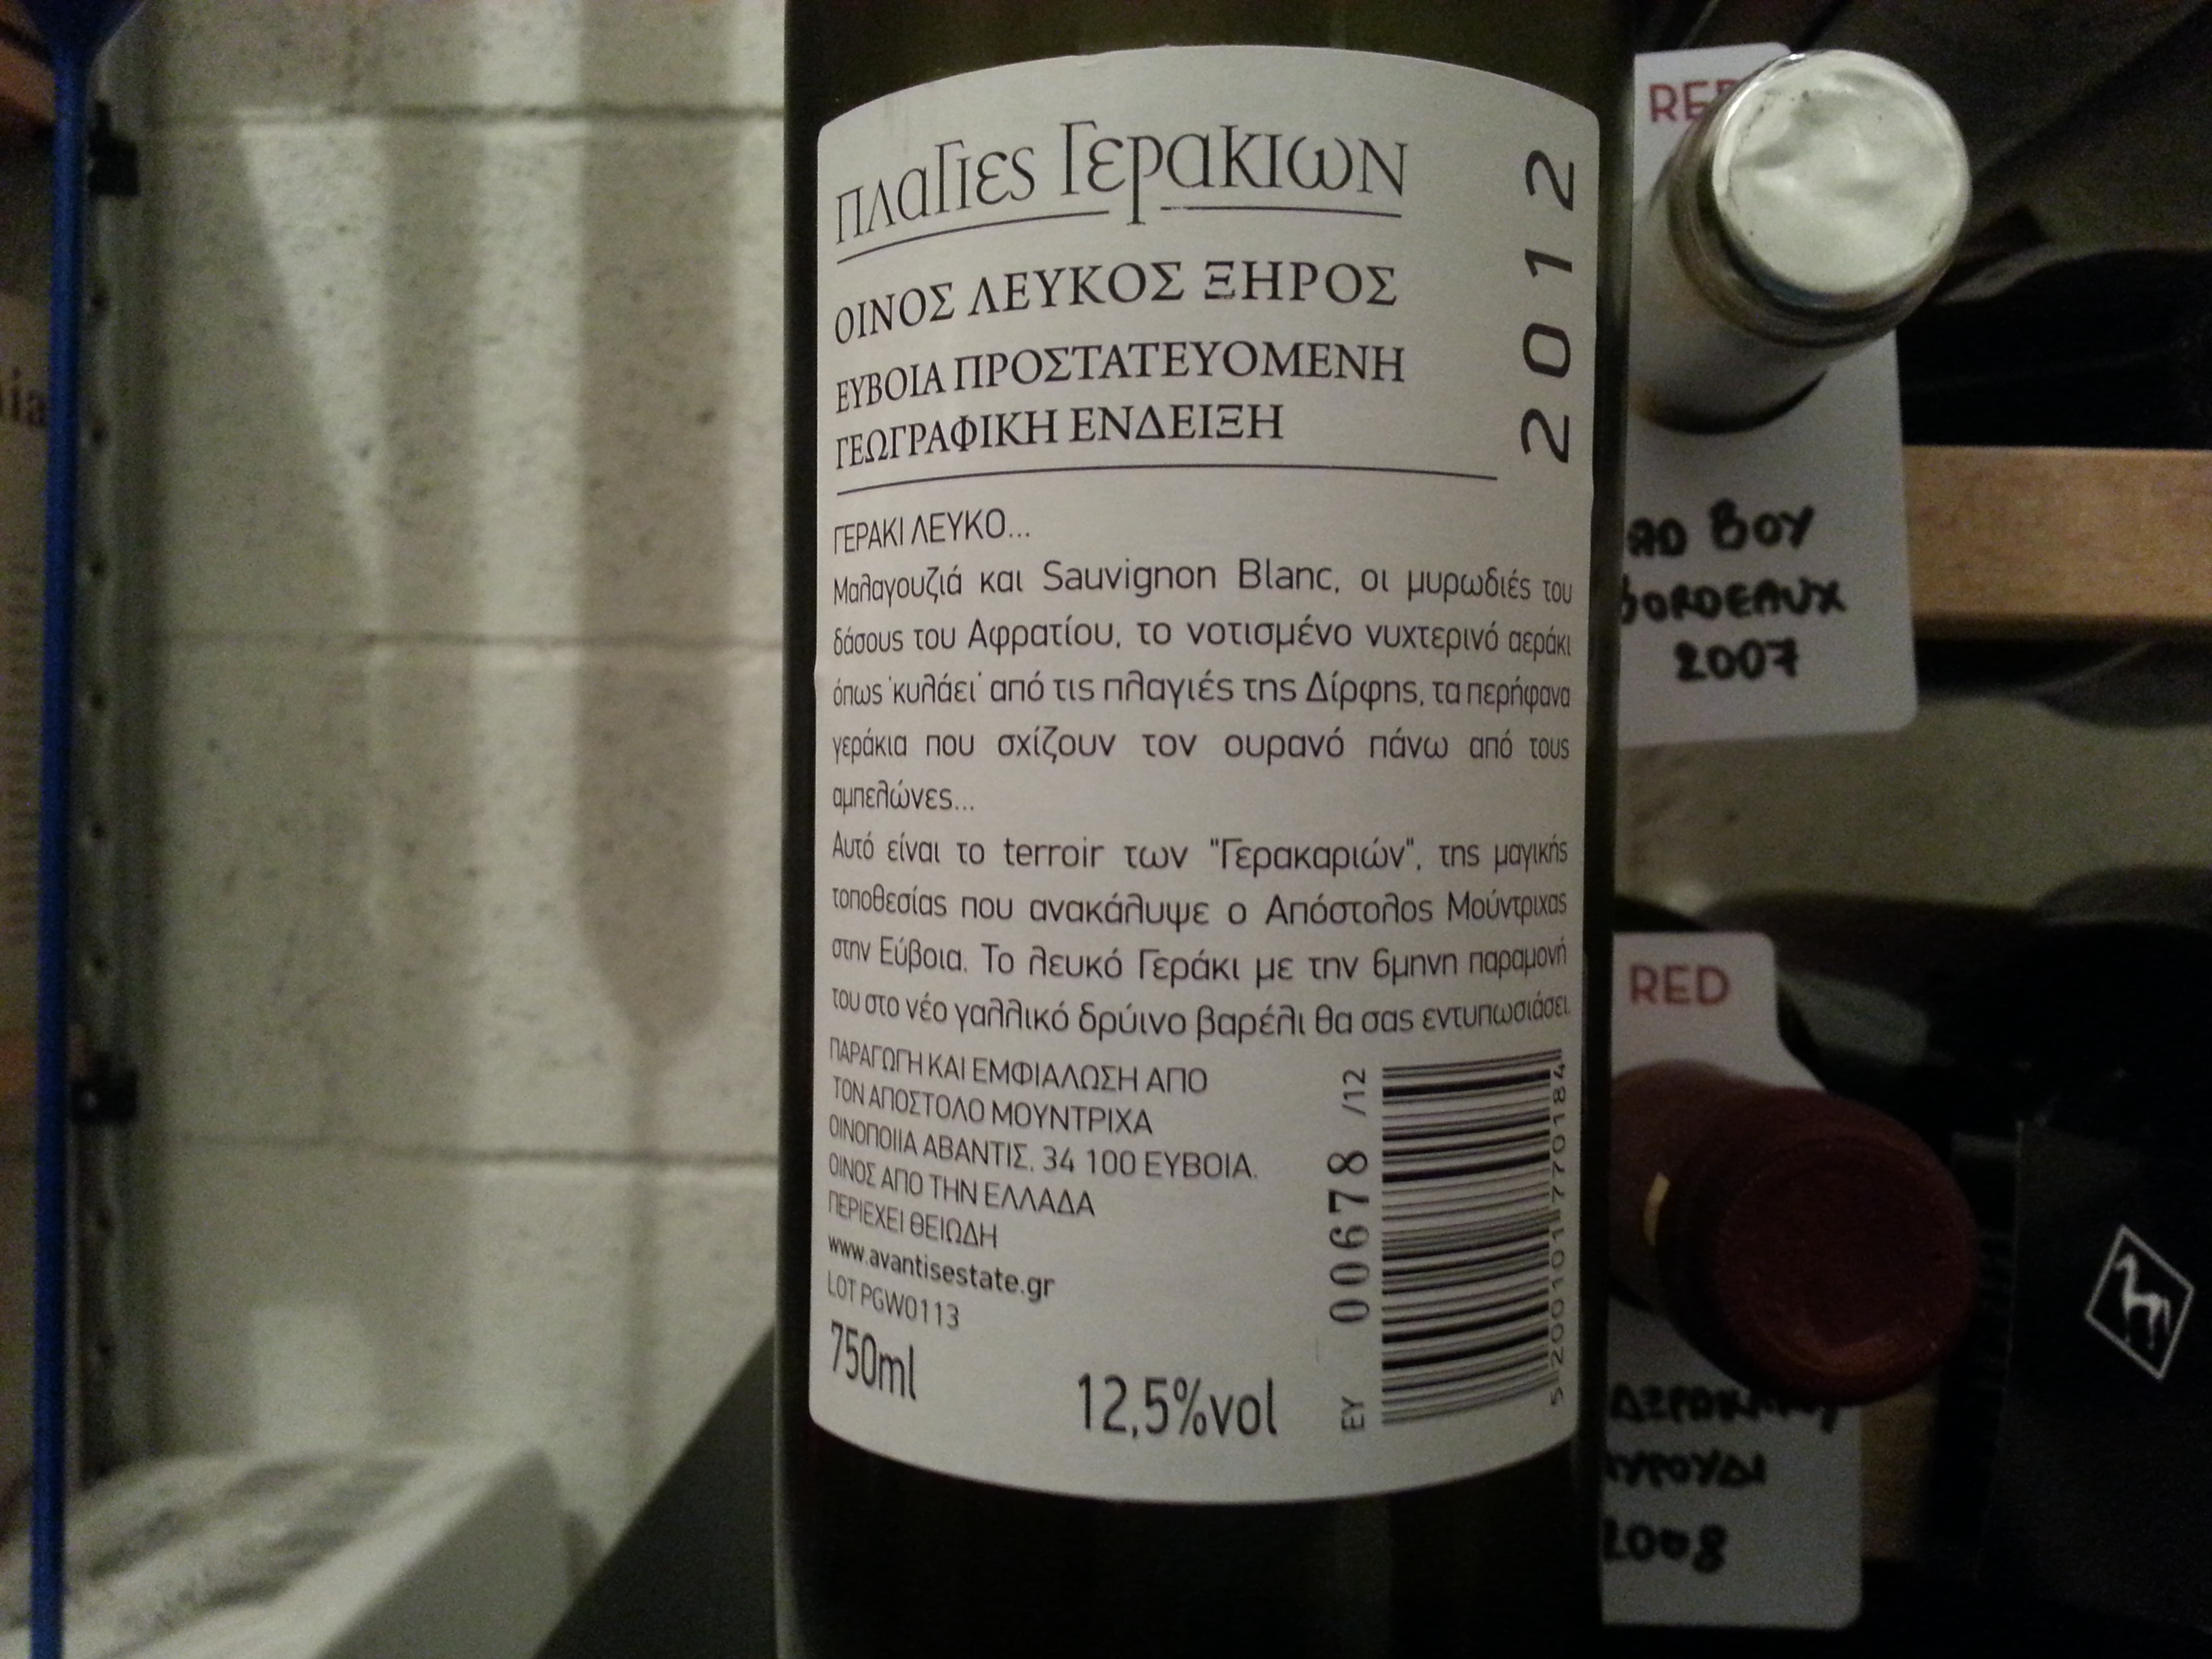 πλαγιες Γερακιων
2012
ΟΙΝΟΣ ΛΕΥΚΟΣ ΞΗΡΟΣ
ΕΥΒΟΙΑ ΠΡΟΣΤΑΤΕΥΟΜΕΝΗ
ΓΕΩΓΡΑΦΙΚΗ ΕΝΔΕΙΞΗ
ΓΕΡΑΚΙ ΛΕΥΚΟ...
Μαλαγουζιά και Sauvignon Blanc, οι μυρωδιές του
δάσους του Αφρατίου, το νοτισμένο νυχτερινό αεράκι
όπως 'κυλάει' από τις πλαγιές της Δίρφης, τα περήφανα
γεράκια που σχίζουν τον ουρανό πάνω από τους
αμπελώνες...
Αυτό είναι το terroir των "Γερακαριών", της μαγικής
τοποθεσίας που ανακάλυψε ο Απόστολος Μούντριχας
στην Εύβοια. Το λευκό Γεράκι με την 6μηνη παραμονή
του στο νέο γαλλικό δρύινο βαρέλι θα σας εντυπωσιάσει.
ΠΑΡΑΓΩΓΗ ΚΑΙ ΕΜΦΙΑΛΩΣΗ ΑΠΟ
ΤΟΝ ΑΠΟΣΤΟΛΟ ΜΟΥΝΤΡΙΧΑ
ΟΙΝΟΠΟΙΙΑ ΑΒΑΝΤΙΣ, 34 100 ΕΥΒΟΙΑ.
ΟΙΝΟΣ ΑΠΟ ΤΗΝ ΕΛΛΑΔΑ
ΠΕΡΙΕΧΕΙ ΘΕΙΩΔΗ
www.avantisestate.gr
LOT PGW0113
750ml
12,5%vol
ΕΥ 00678 /12
5 200101 770184
RED
BOY
BORDEAUX
2007
RED
2008